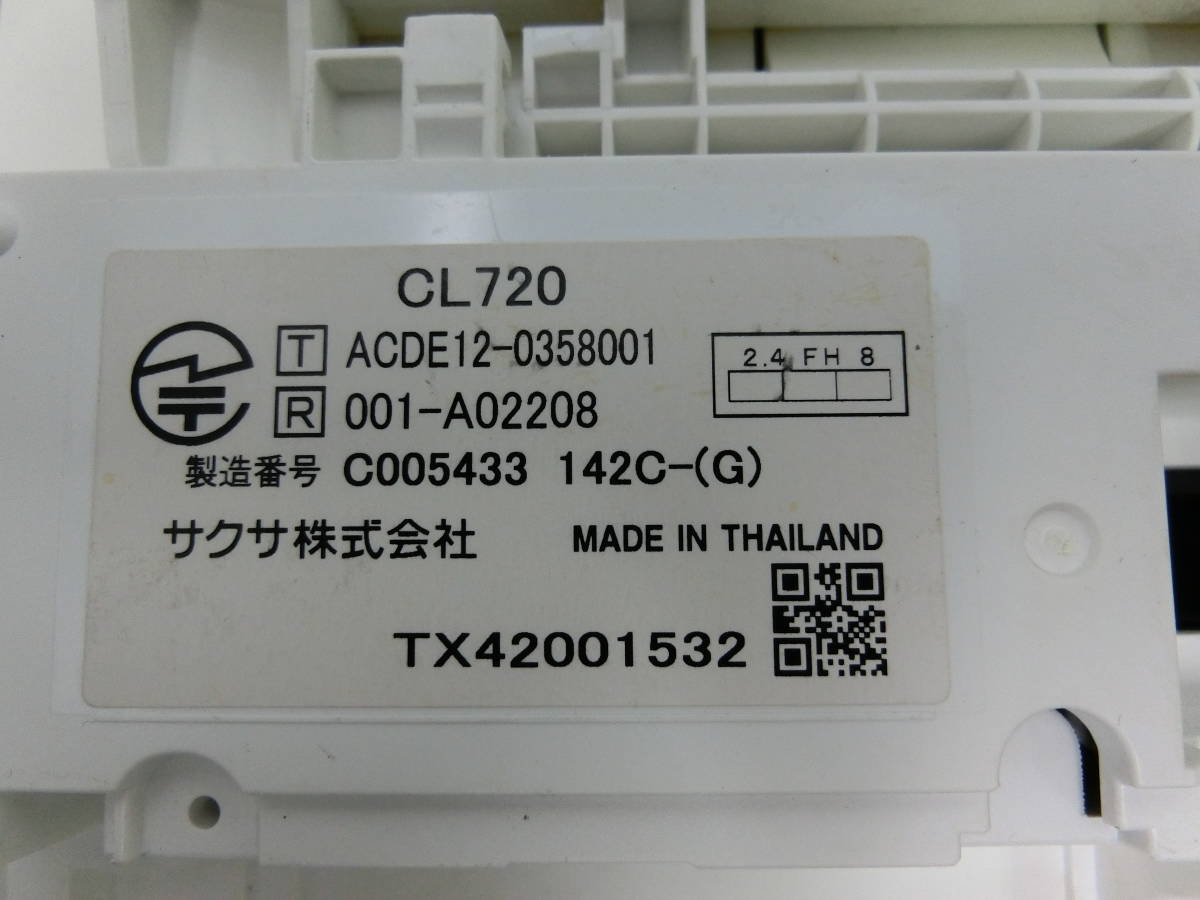 CL720
T ACDE12-0358001
2.4 FH 8
R 001-A02208
製造番号 C005433 142C-(G)
サクサ株式会社 MADE IN THAILAND
TX42001532